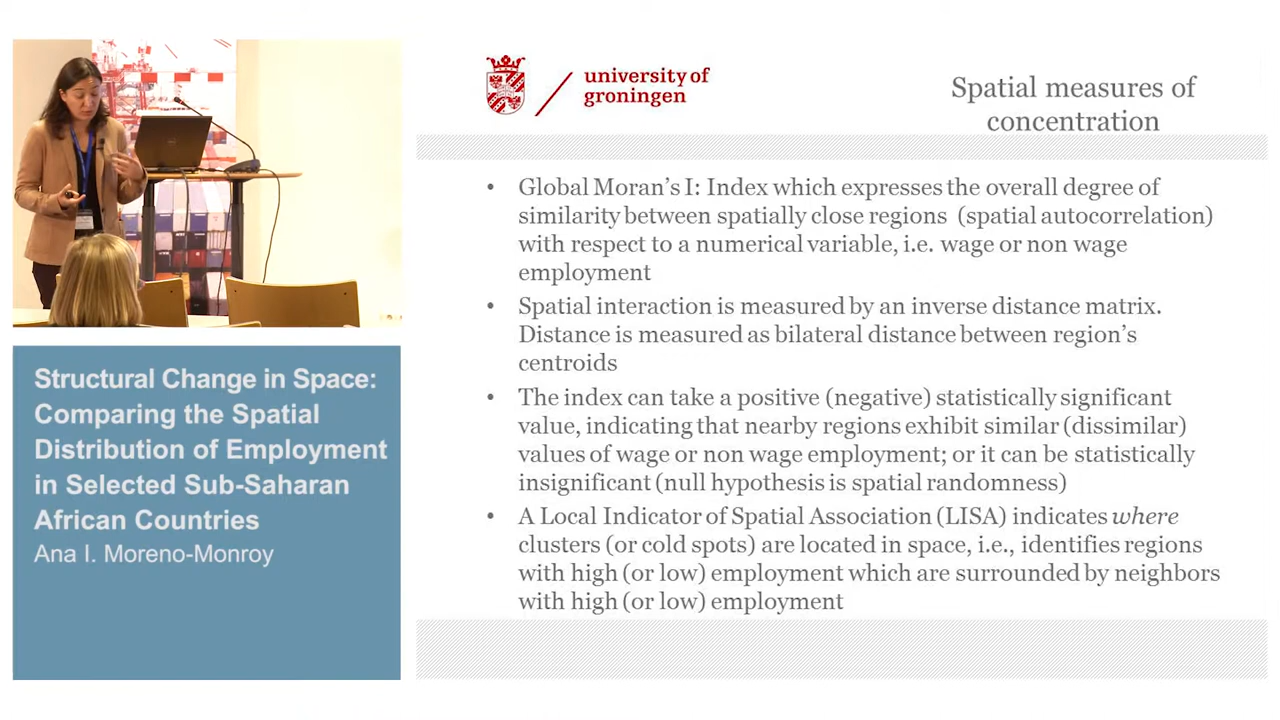 university of
groningen
Spatial measures of
concentration
• Global Moran's I: Index which expresses the overall degree of
similarity between spatially close regions (spatial autocorrelation)
with respect to a numerical variable, i.e. wage or non wage
employment
• Spatial interaction is measured by an inverse distance matrix.
Distance is measured as bilateral distance between region's
centroids
• The index can take a positive (negative) statistically significant
value, indicating that nearby regions exhibit similar (dissimilar)
values of wage or non wage employment; or it can be statistically
insignificant (null hypothesis is spatial randomness)
• A Local Indicator of Spatial Association (LISA) indicates where
clusters (or cold spots) are located in space, i.e., identifies regions
with high (or low) employment which are surrounded by neighbors
with high (or low) employment
Structural Change in Space:
Comparing the Spatial
Distribution of Employment
in Selected Sub-Saharan
African Countries
Ana I. Moreno-Monroy